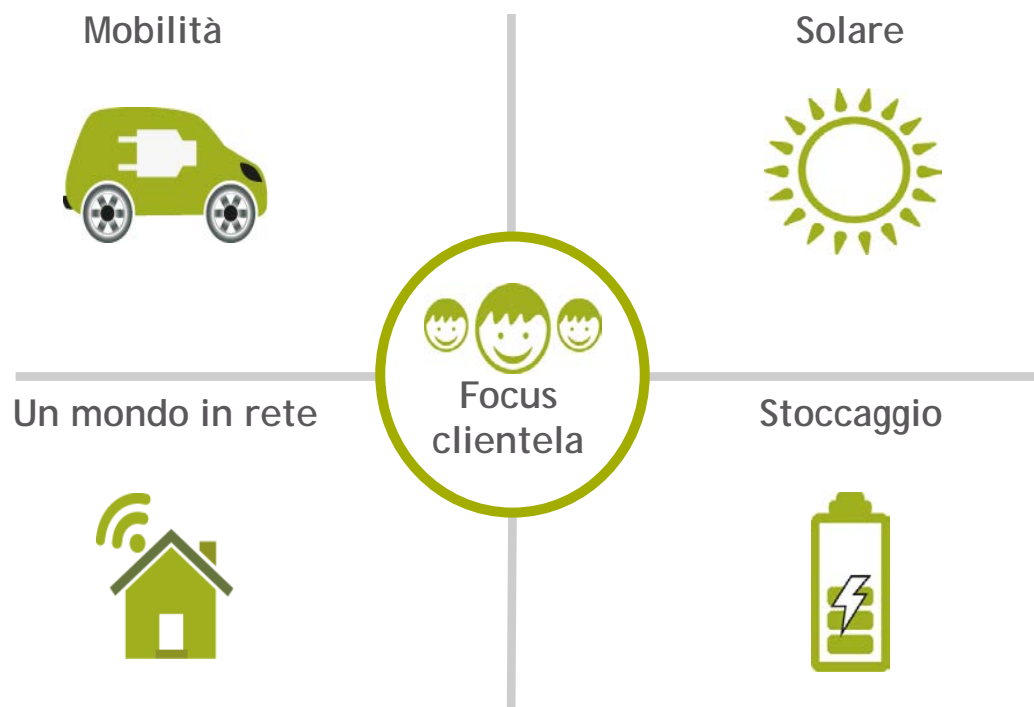 Mobilità
Solare
Focus
clientela
Un mondo in rete
Stoccaggio